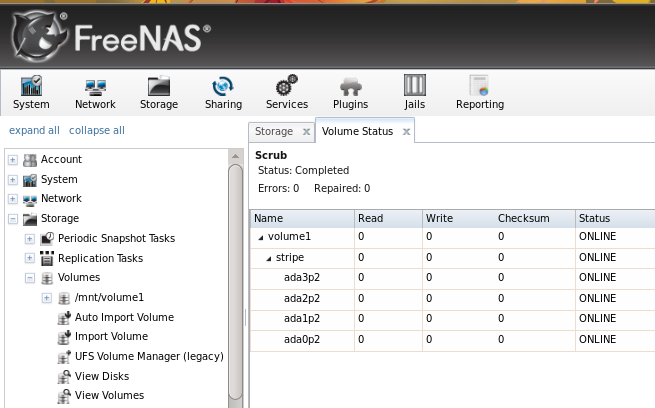 FreeNAS®
System Network Storage Sharing Services Plugins Jails Reporting
expand all collapse all
Storage Volume Status
Account
System
Network
Storage
Periodic Snapshot Tasks
Replication Tasks
Volumes
/mnt/volume1
Auto Import Volume
Import Volume
UFS Volume Manager (legacy)
View Disks
View Volumes
Scrub
Status: Completed
Errors: 0 Repaired: 0
Name Read Write Checksum Status
volume1 0 0 0 ONLINE
stripe 0 0 0 ONLINE
ada3p2 0 0 0 ONLINE
ada2p2 0 0 0 ONLINE
ada1p2 0 0 0 ONLINE
ada0p2 0 0 0 ONLINE